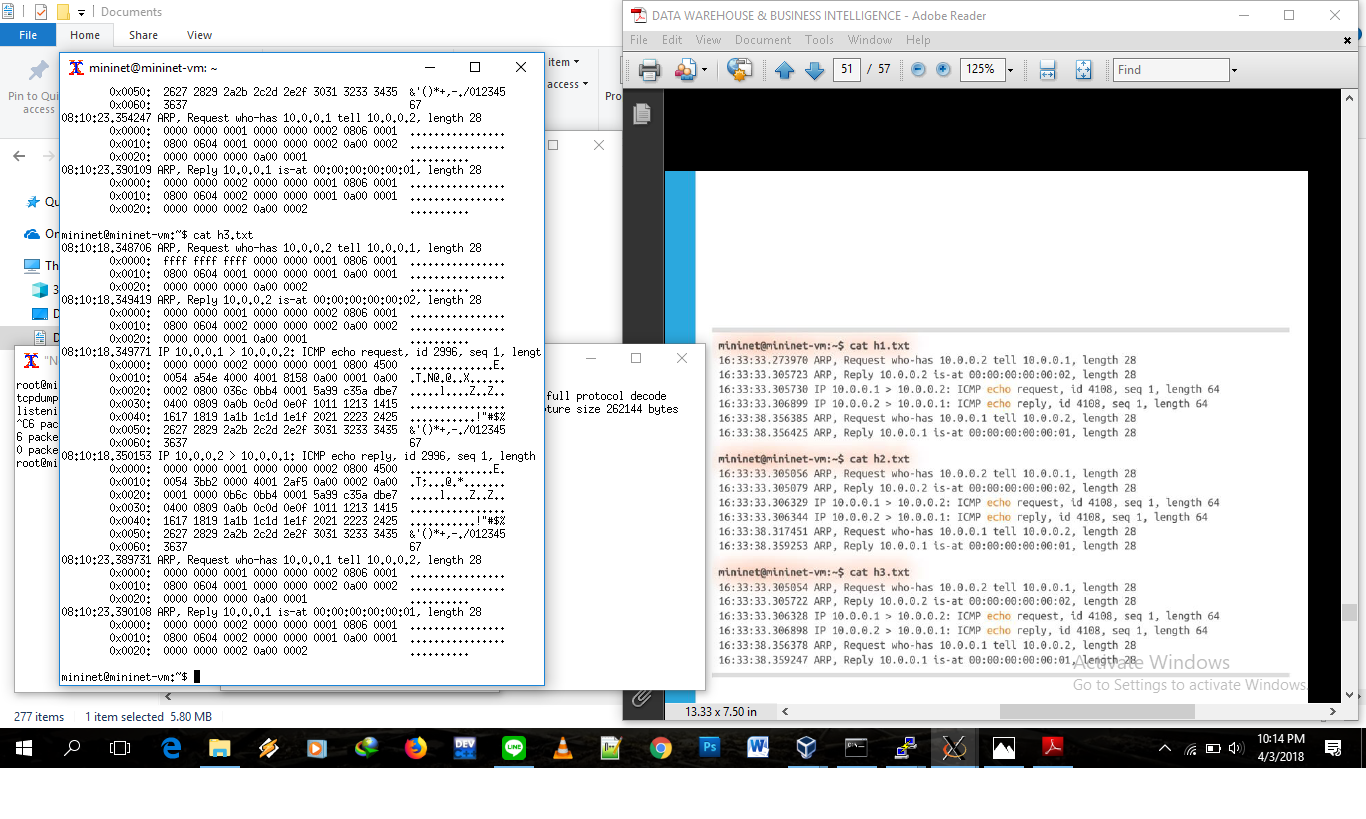 Documents
File
Home
Share
View
Pin to Qui
access
item
access
277 items
1 item selected 5.80 MB
mininet@mininet-vm: ~
0x0050: 2627 2829 2a2b 2c2d 2e2f 3031 3233 3435 &'()*+,-./012345
0x0060: 3637 67
08:10:23.354247 ARP, Request who-has 10.0.0.1 tell 10.0.0.2, length 28
0x0000: 0000 0000 0001 0000 0000 0002 0806 0001 ................
0x0010: 0800 0604 0001 0000 0000 0002 0a00 0002 ................
0x0020: 0000 0000 0000 0a00 0001 ..........
08:10:23.390109 ARP, Reply 10.0.0.1 is-at 00:00:00:00:00:01, length 28
0x0000: 0000 0000 0002 0000 0000 0001 0806 0001 ................
0x0010: 0800 0604 0002 0000 0000 0001 0a00 0001 ................
0x0020: 0000 0000 0002 0a00 0002 ..........
mininet@mininet-vm:~$ cat h3.txt
08:10:18.348706 ARP, Request who-has 10.0.0.2 tell 10.0.0.1, length 28
0x0000: ffff ffff ffff 0000 0000 0001 0806 0001 ................
0x0010: 0800 0604 0001 0000 0000 0001 0a00 0001 ................
0x0020: 0000 0000 0000 0a00 0002 ..........
08:10:18.349419 ARP, Reply 10.0.0.2 is-at 00:00:00:00:00:02, length 28
0x0000: 0000 0000 0001 0000 0000 0002 0806 0001 ................
0x0010: 0800 0604 0002 0000 0000 0002 0a00 0002 ................
0x0020: 0000 0000 0001 0a00 0001 ..........
08:10:18.349771 IP 10.0.0.1 > 10.0.0.2: ICMP echo request, id 2996, seq 1, lengt
0x0000: 0000 0000 0002 0000 0000 0001 0800 4500 ..............E.
0x0010: 0054 a54e 4000 4001 8158 0a00 0001 0a00 .T.N@.@..X......
0x0020: 0002 0800 036c 0bb4 0001 5a99 c35a dbe7 .....l....Z..Z..
0x0030: 0400 0809 0a0b 0c0d 0e0f 1011 1213 1415 ................
0x0040: 1617 1819 1a1b 1c1d 1e1f 2021 2223 2425 ...........!"#$%
0x0050: 2627 2829 2a2b 2c2d 2e2f 3031 3233 3435 &'()*+,-./012345
0x0060: 3637 67
08:10:18.350153 IP 10.0.0.2 > 10.0.0.1: ICMP echo reply, id 2996, seq 1, length
0x0000: 0000 0000 0001 0000 0000 0002 0800 4500 ..............E.
0x0010: 0054 3bb2 0000 4001 2af5 0a00 0002 0a00 .T;...@.*.......
0x0020: 0001 0000 0b6c 0bb4 0001 5a99 c35a dbe7 .....l....Z..Z..
0x0030: 0400 0809 0a0b 0c0d 0e0f 1011 1213 1415 ................
0x0040: 1617 1819 1a1b 1c1d 1e1f 2021 2223 2425 ...........!"#$%
0x0050: 2627 2829 2a2b 2c2d 2e2f 3031 3233 3435 &'()*+,-./012345
0x0060: 3637 67
08:10:23.389731 ARP, Request who-has 10.0.0.1 tell 10.0.0.2, length 28
0x0000: 0000 0000 0001 0000 0000 0002 0806 0001 ................
0x0010: 0800 0604 0001 0000 0000 0002 0a00 0002 ................
0x0020: 0000 0000 0000 0a00 0001 ..........
08:10:23.390108 ARP, Reply 10.0.0.1 is-at 00:00:00:00:00:01, length 28
0x0000: 0000 0000 0002 0000 0000 0001 0806 0001 ................
0x0010: 0800 0604 0002 0000 0000 0001 0a00 0001 ................
0x0020: 0000 0000 0002 0a00 0002 ..........
mininet@mininet-vm:~$
"N
root@mi
tcpdump full protocol decode
listeni ture size 262144 bytes
^C6 pac
6 packe
0 packe
root@mi
DATA WAREHOUSE & BUSINESS INTELLIGENCE - Adobe Reader
File Edit View Document Tools Window Help
51 / 57 125% Find
mininet@mininet-vm:~$ cat h1.txt
16:33:33.273970 ARP, Request who-has 10.0.0.2 tell 10.0.0.1, length 28
16:33:33.305723 ARP, Reply 10.0.0.2 is-at 00:00:00:00:00:02, length 28
16:33:33.305730 IP 10.0.0.1 > 10.0.0.2: ICMP echo request, id 4108, seq 1, length 64
16:33:33.306899 IP 10.0.0.2 > 10.0.0.1: ICMP echo reply, id 4108, seq 1, length 64
16:33:38.356385 ARP, Request who-has 10.0.0.1 tell 10.0.0.2, length 28
16:33:38.356425 ARP, Reply 10.0.0.1 is-at 00:00:00:00:00:01, length 28
mininet@mininet-vm:~$ cat h2.txt
16:33:33.305056 ARP, Request who-has 10.0.0.2 tell 10.0.0.1, length 28
16:33:33.305079 ARP, Reply 10.0.0.2 is-at 00:00:00:00:00:02, length 28
16:33:33.306329 IP 10.0.0.1 > 10.0.0.2: ICMP echo request, id 4108, seq 1, length 64
16:33:33.306344 IP 10.0.0.2 > 10.0.0.1: ICMP echo reply, id 4108, seq 1, length 64
16:33:38.317451 ARP, Request who-has 10.0.0.1 tell 10.0.0.2, length 28
16:33:38.359253 ARP, Reply 10.0.0.1 is-at 00:00:00:00:00:01, length 28
mininet@mininet-vm:~$ cat h3.txt
16:33:33.305054 ARP, Request who-has 10.0.0.2 tell 10.0.0.1, length 28
16:33:33.305722 ARP, Reply 10.0.0.2 is-at 00:00:00:00:00:02, length 28
16:33:33.306328 IP 10.0.0.1 > 10.0.0.2: ICMP echo request, id 4108, seq 1, length 64
16:33:33.306898 IP 10.0.0.2 > 10.0.0.1: ICMP echo reply, id 4108, seq 1, length 64
16:33:38.356378 ARP, Request who-has 10.0.0.1 tell 10.0.0.2, length 28
16:33:38.359247 ARP, Reply 10.0.0.1 is-at 00:00:00:00:00:01, length 28
Activate Windows
Go to Settings to activate Windows.
13.33 x 7.50 in
10:14 PM
4/3/2018